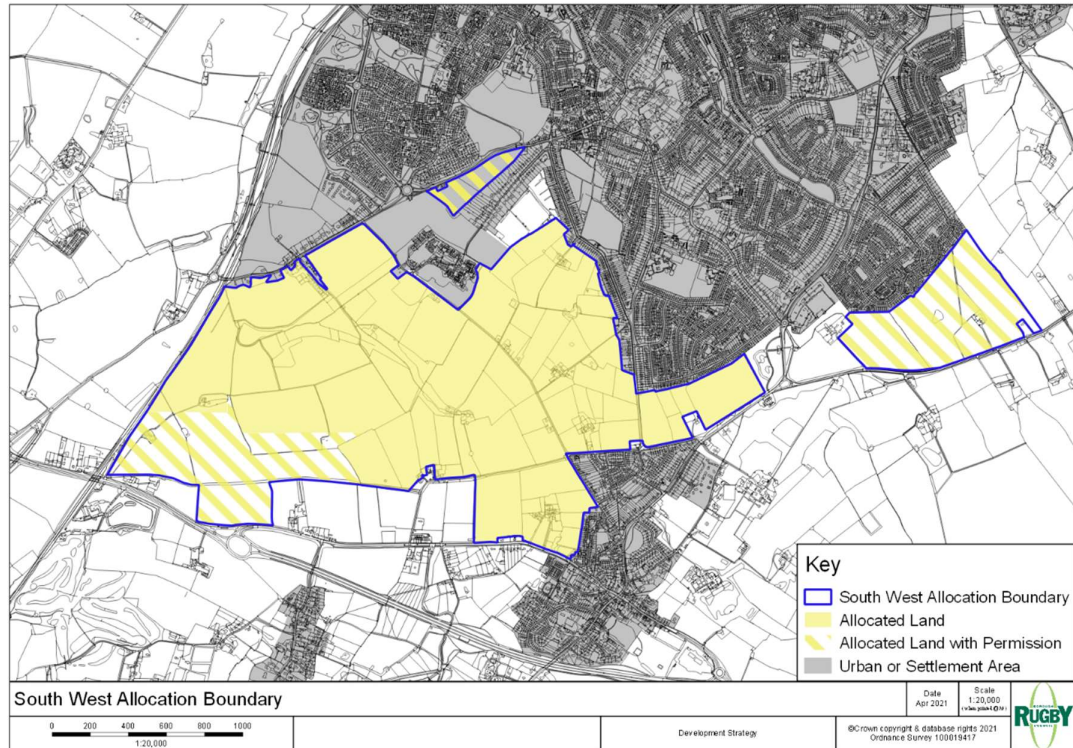 Key
South West Allocation Boundary
Allocated Land
Allocated Land with Permission
Urban or Settlement Area
South West Allocation Boundary
Date
Apr 2021
Scale
1:20,000
RUGBY
0 200 400 600 800 1000
1:20,000
Development Strategy
©Crown copyright & database rights 2021
Ordnance Survey 100019417